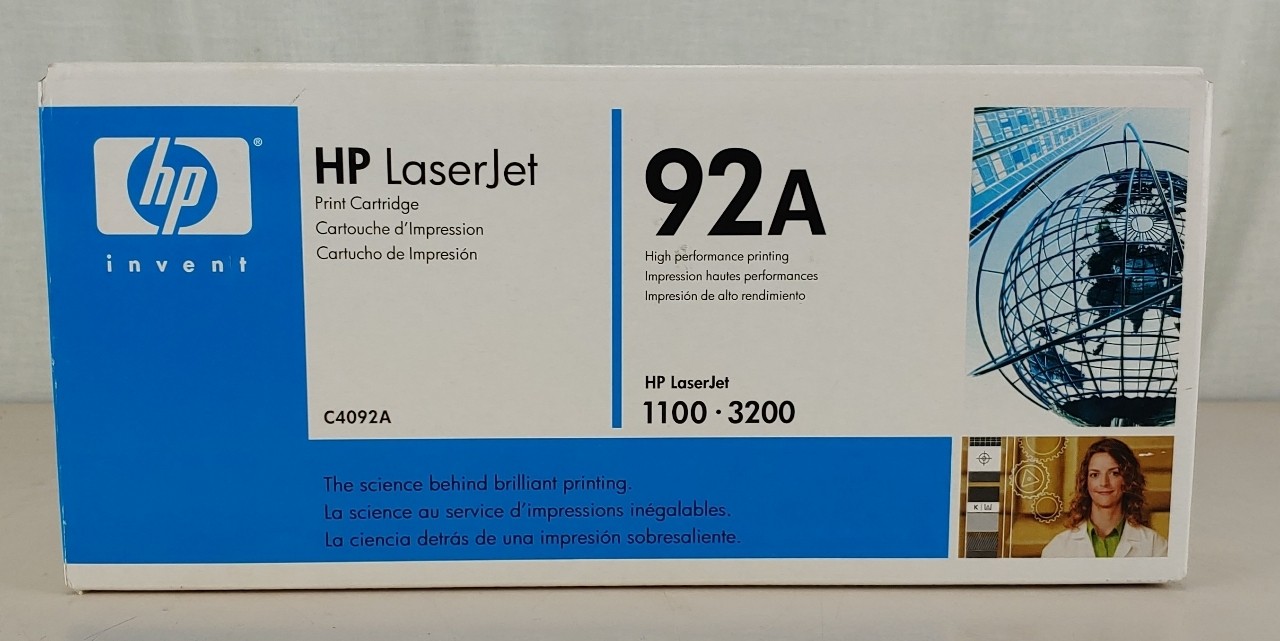 hp
®
invent
HP LaserJet
Print Cartridge
Cartouche d'Impression
Cartucho de Impresión
C4092A
92A
High performance printing
Impression hautes performances
Impresión de alto rendimiento
HP LaserJet
1100 · 3200
The science behind brilliant printing.
La science au service d'impressions inégalables.
La ciencia detrás de una impresión sobresaliente.